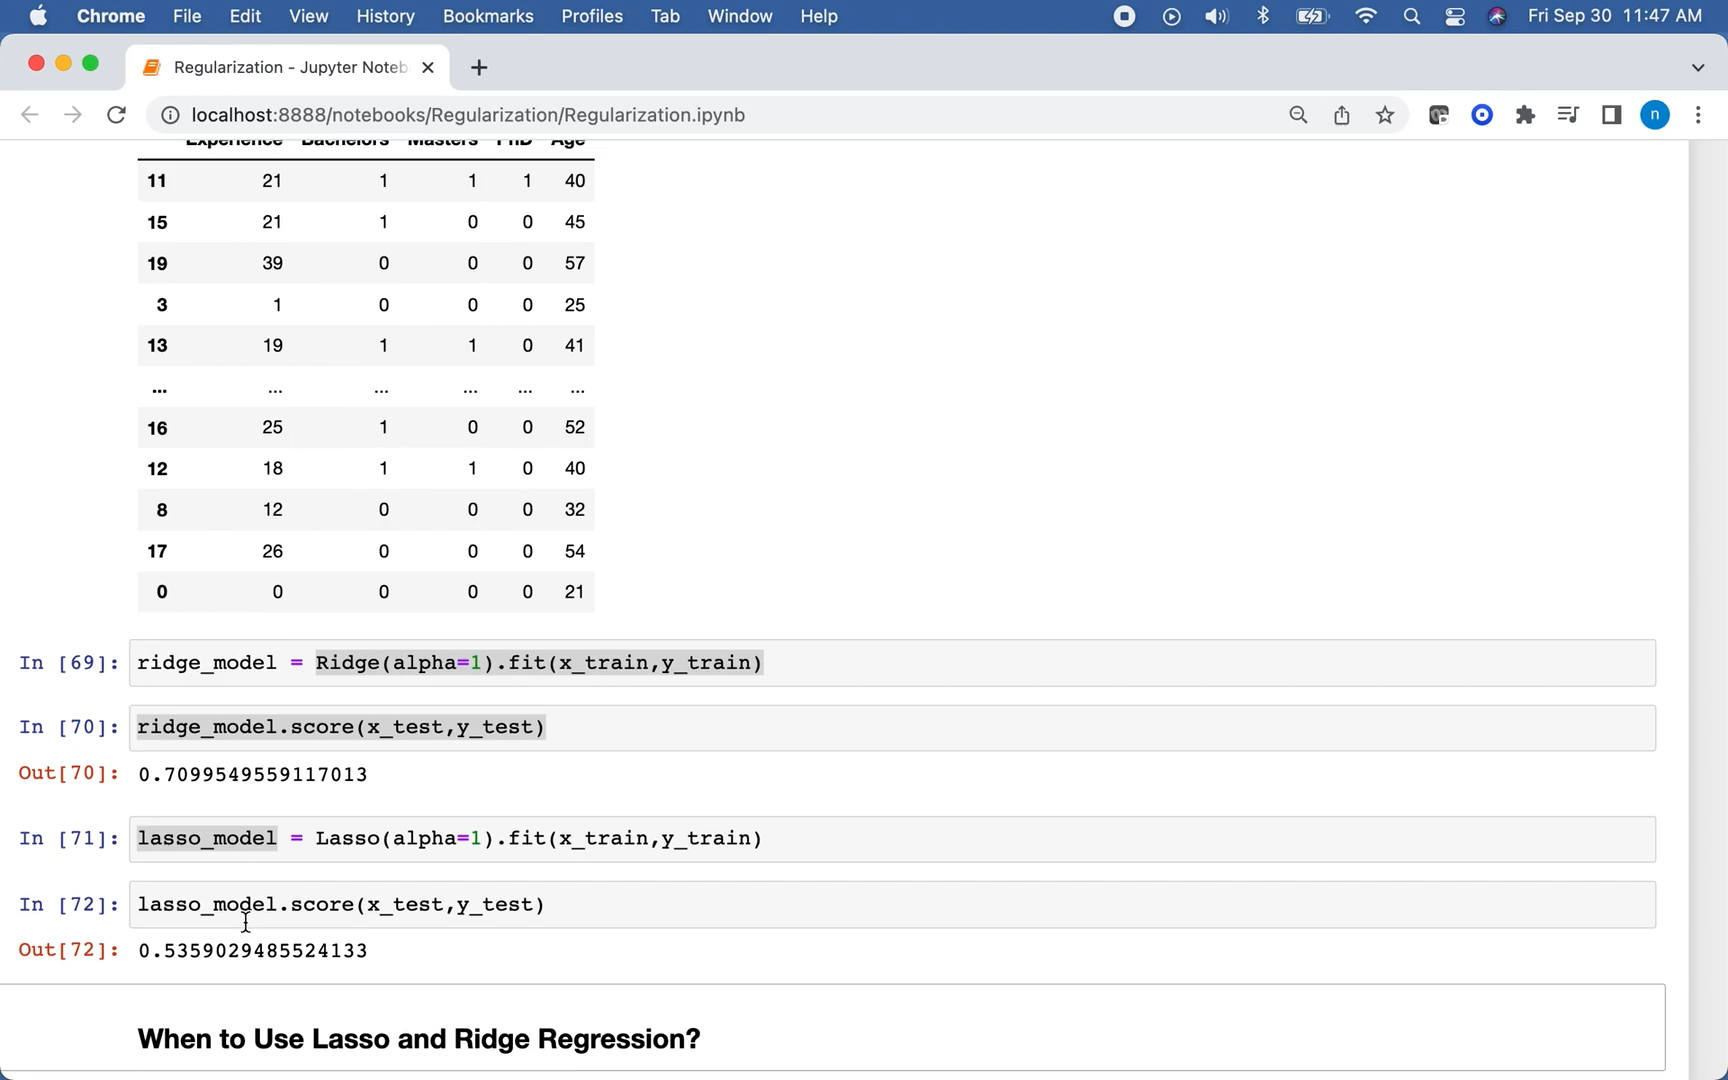 Chrome File Edit View History Bookmarks Profiles Tab Window Help Fri Sep 30 11:47 AM
Regularization - Jupyter Noteb
localhost:8888/notebooks/Regularization/Regularization.ipynb n
Experience Bachelors Masters PhD Age
11 21 1 1 1 40
15 21 1 0 0 45
19 39 0 0 0 57
3 1 0 0 0 25
13 19 1 1 0 41
... ... ... ... ... ...
16 25 1 0 0 52
12 18 1 1 0 40
8 12 0 0 0 32
17 26 0 0 0 54
0 0 0 0 0 21
In [69]: ridge_model = Ridge(alpha=1).fit(x_train,y_train)
In [70]: ridge_model.score(x_test,y_test)
Out[70]: 0.7099549559117013
In [71]: lasso_model = Lasso(alpha=1).fit(x_train,y_train)
In [72]: lasso_model.score(x_test,y_test)
Out[72]: 0.5359029485524133
When to Use Lasso and Ridge Regression?